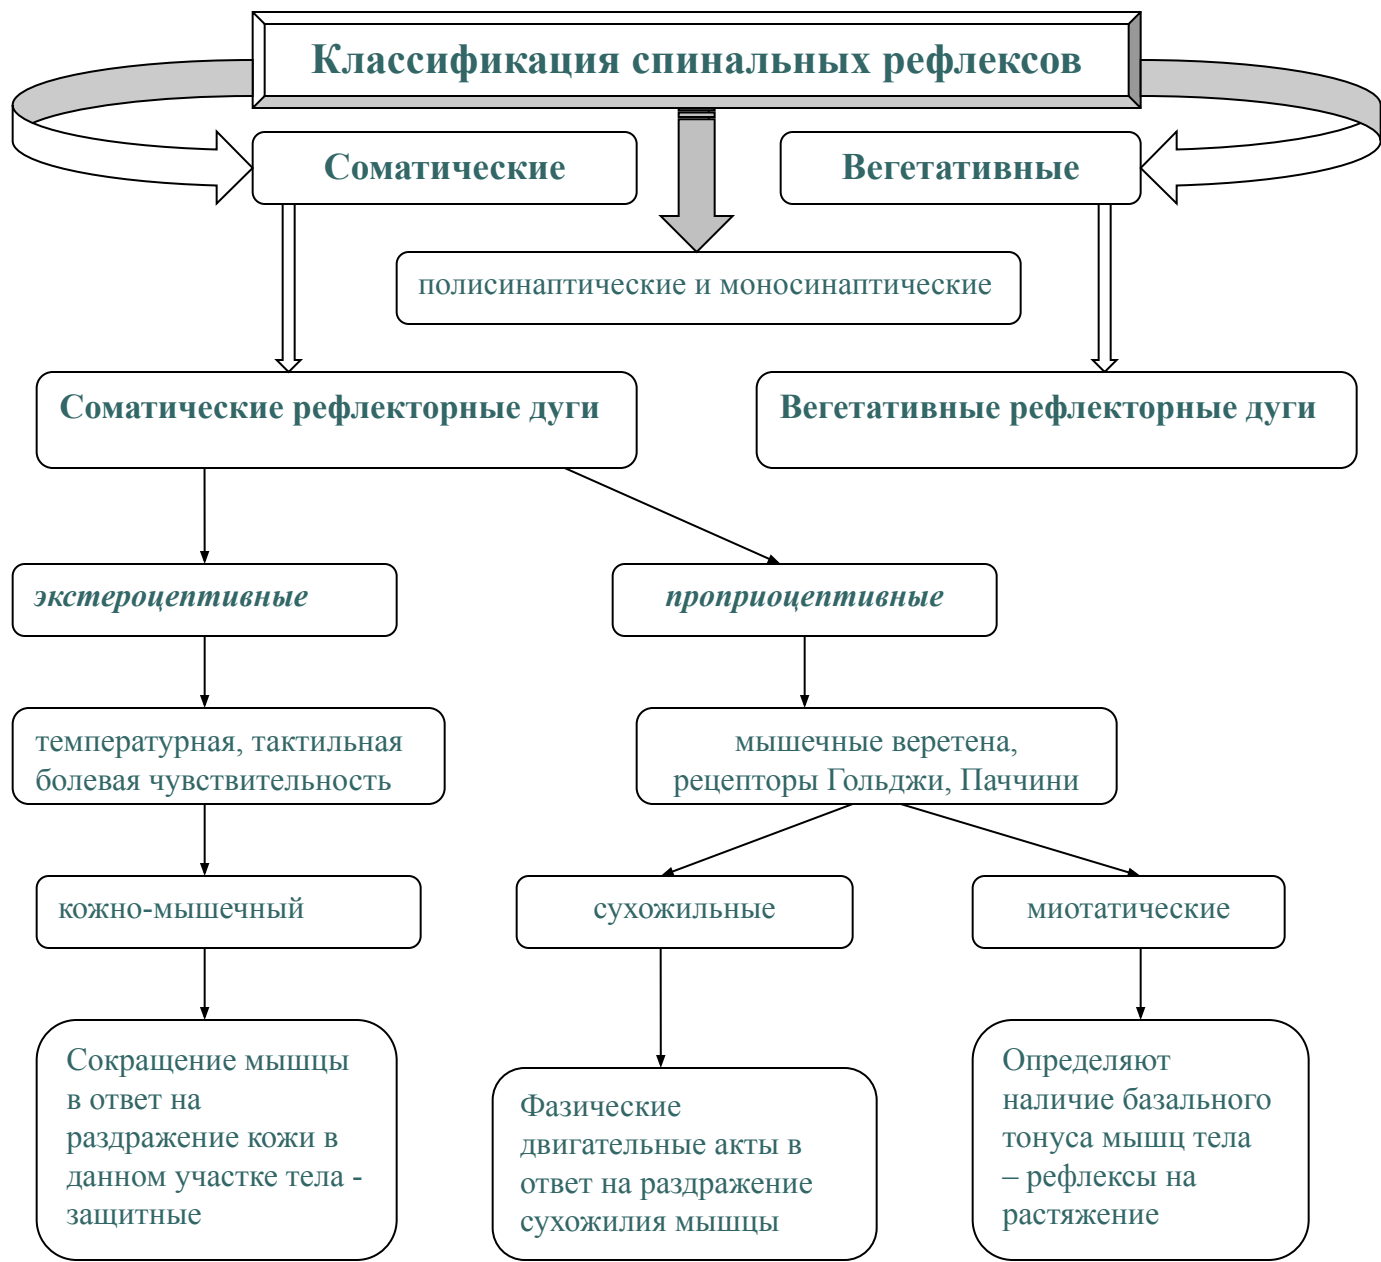 Классификация спинальных рефлексов
Соматические
Вегетативные
полисинаптические и моносинаптические
Соматические рефлекторные дуги
Вегетативные рефлекторные дуги
экстероцептивные
проприоцептивные
температурная, тактильная
болевая чувствительность
мышечные веретена,
рецепторы Гольджи, Паччини
кожно-мышечный
сухожильные
миотатические
Сокращение мышцы
в ответ на
раздражение кожи в
данном участке тела -
защитные
Фазические
двигательные акты в
ответ на раздражение
сухожилия мышцы
Определяют
наличие базального
тонуса мышц тела
– рефлексы на
растяжение